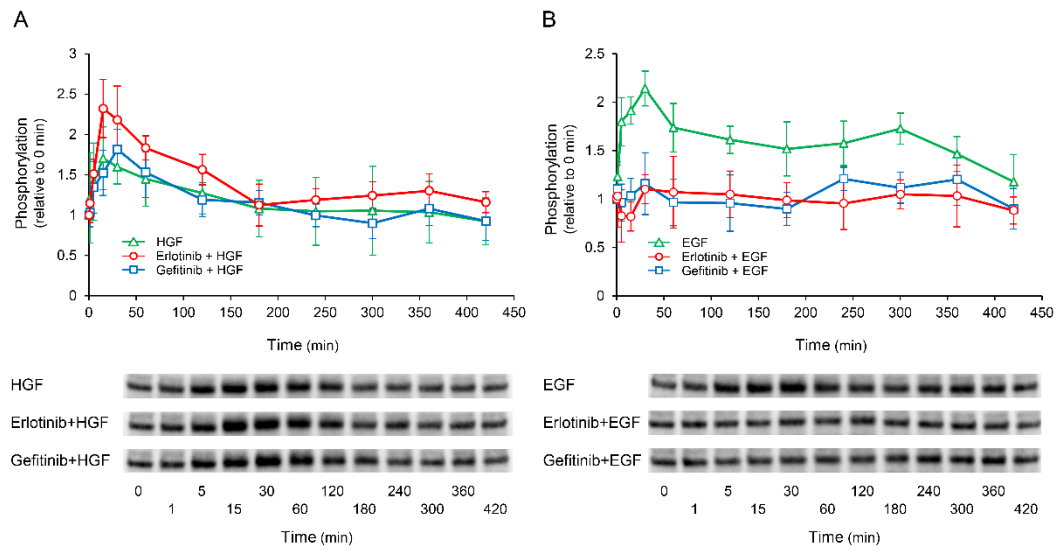 A
Phosphorylation
(relative to 0 min)
3
2.5
2
1.5
1
0.5
0
HGF
Erlotinib + HGF
Gefitinib + HGF
0 50 100 150 200 250 300 350 400 450
Time (min)
HGF
Erlotinib+HGF
Gefitinib+HGF
0 5 30 120 240 360
1 15 60 180 300 420
Time (min)
B
Phosphorylation
(relative to 0 min)
2.5
2
1.5
1
0.5
0
EGF
Erlotinib + EGF
Gefitinib + EGF
0 50 100 150 200 250 300 350 400 450
Time (min)
EGF
Erlotinib+EGF
Gefitinib+EGF
0 5 30 120 240 360
1 15 60 180 300 420
Time (min)